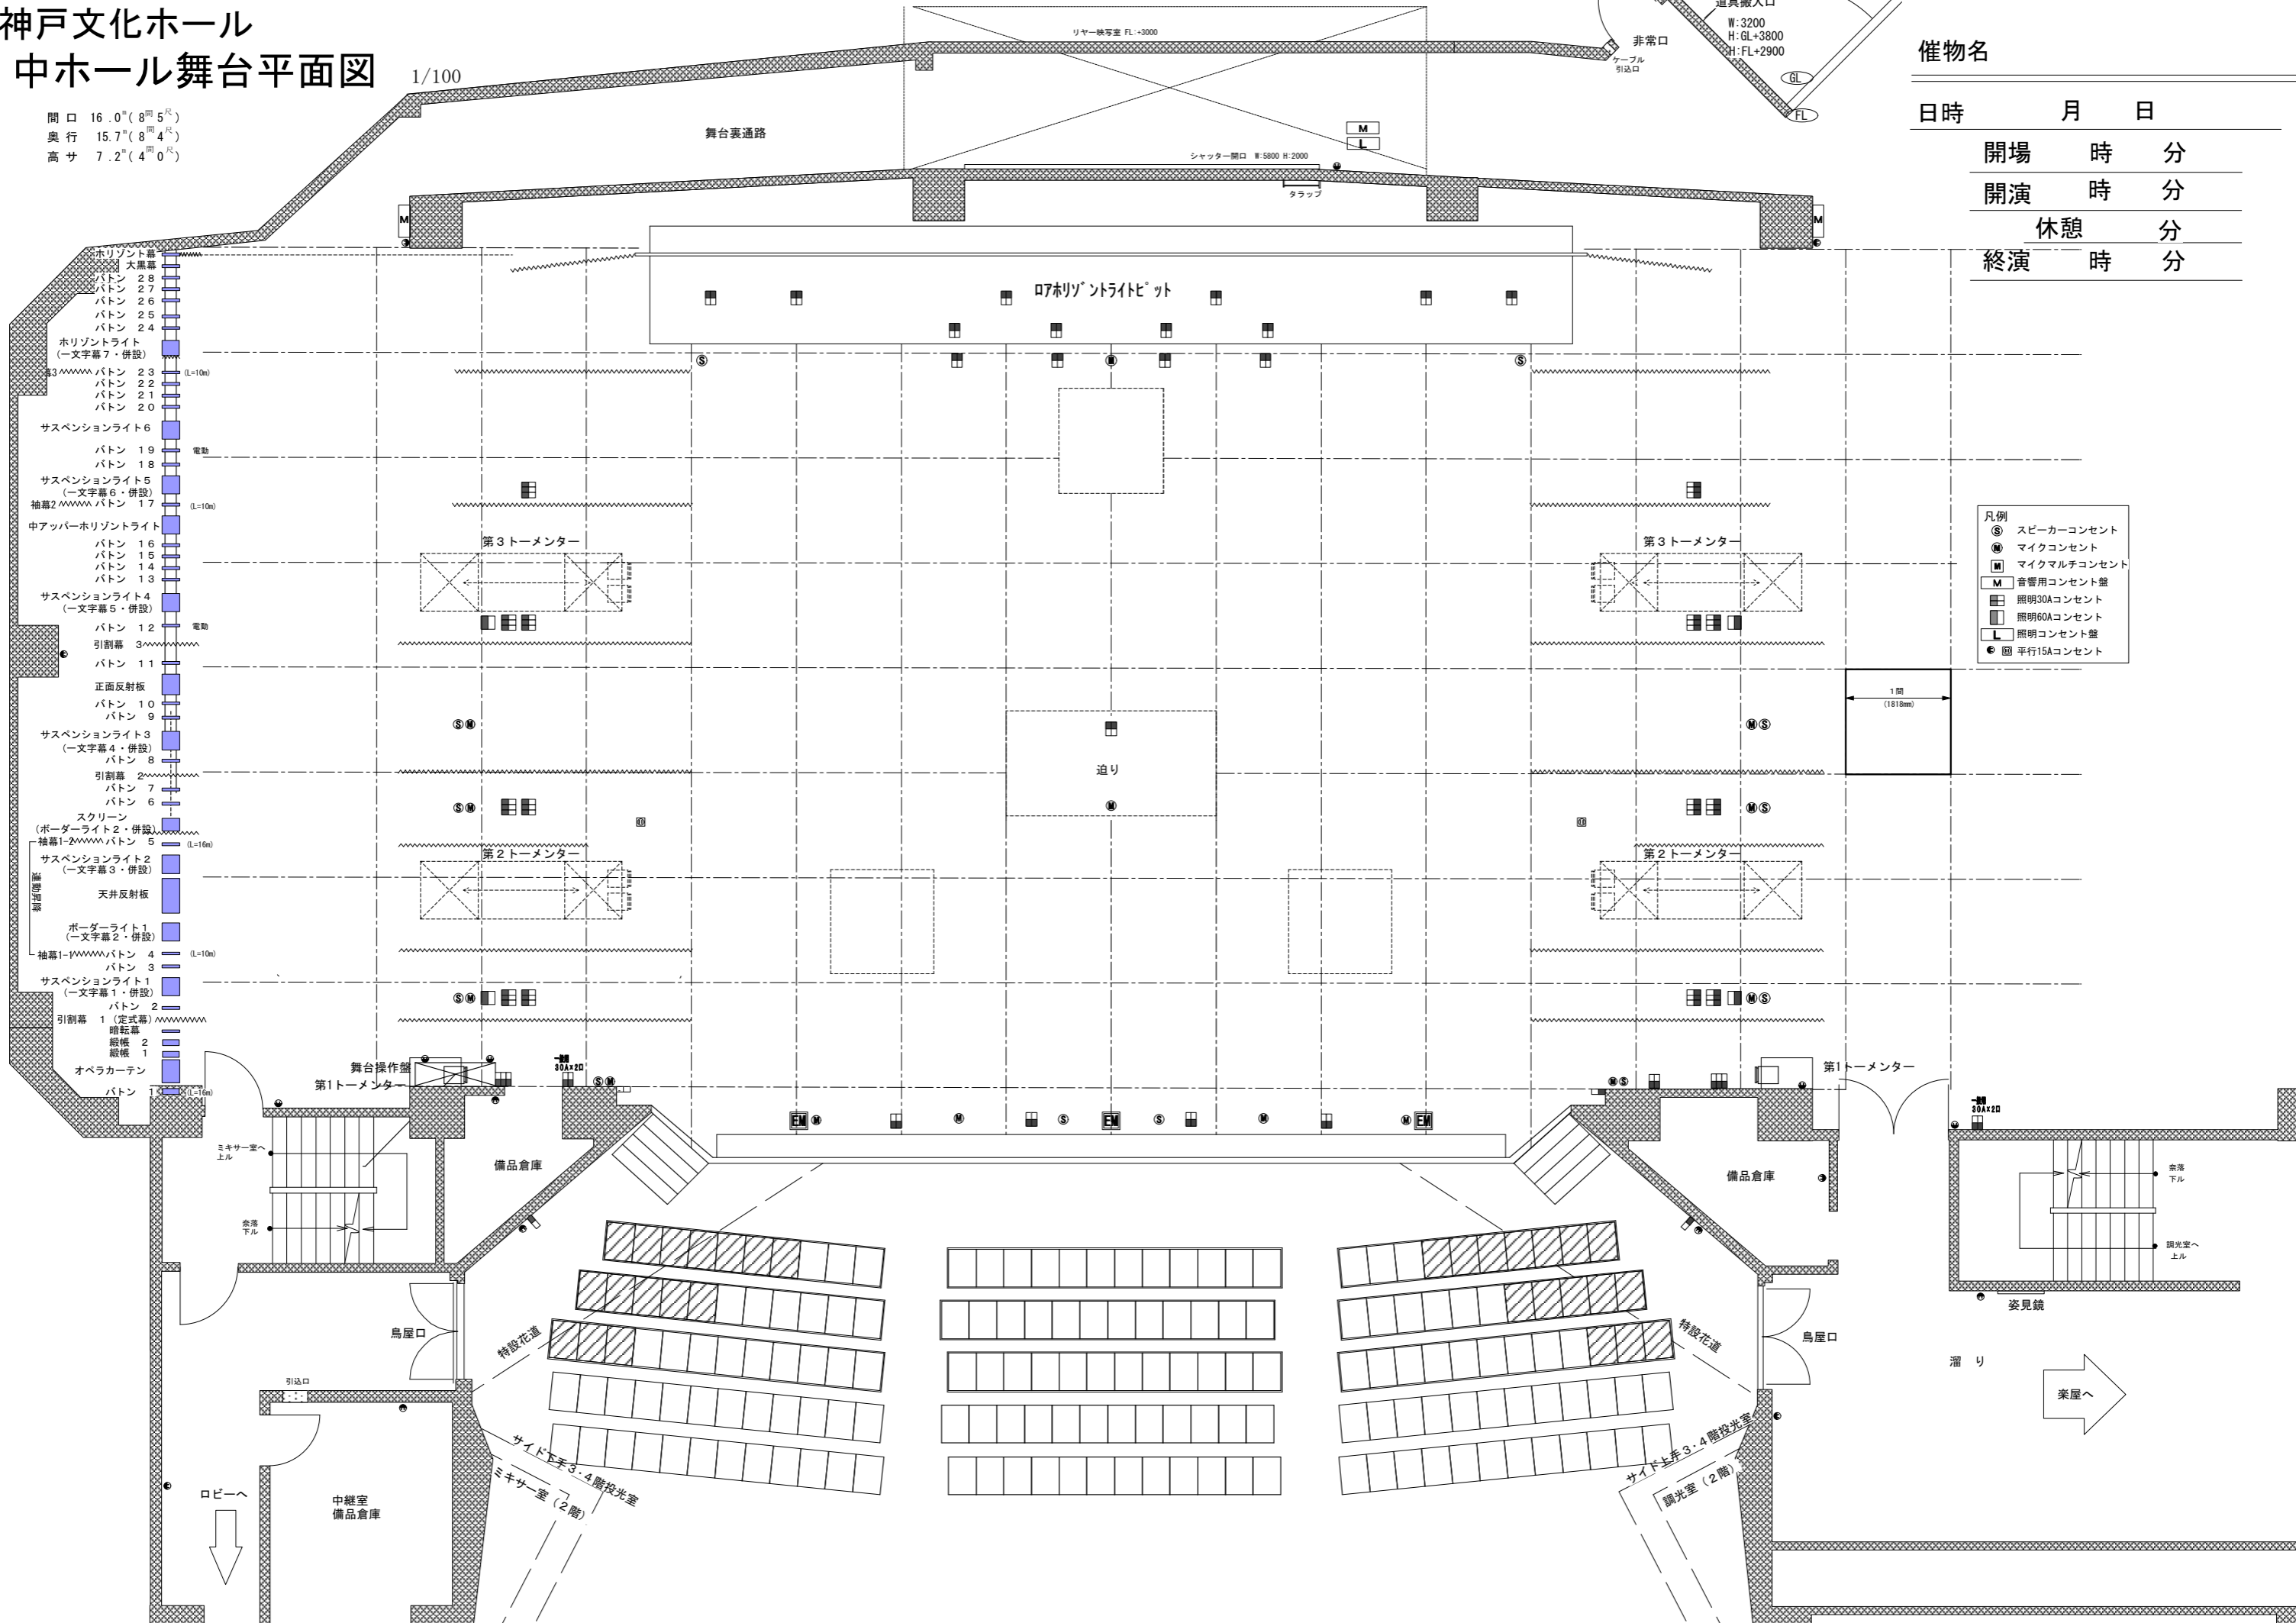 神戸文化ホール
中ホール舞台平面図
1/100
間口 16.0m(8間5尺)
奥行 15.7m(8間4尺)
高サ 7.2m(4間0尺)
リヤー映写室 FL:+3000
舞台裏通路
シャッター開口 W:5800 H:2000
タラップ
M
L
非常口
ケーブル
引込口
道具搬入口
W:3200
H:GL+3800
H:FL+2900
GL
FL
催物名
日時 月 日
開場 時 分
開演 時 分
休憩 分
終演 時 分
M
M
ロアホリゾントライトピット
ホリゾント幕
大黒幕
バトン 28
バトン 27
バトン 26
バトン 25
バトン 24
ホリゾントライト
(一文字幕7・併設)
幕3 バトン 23 (L=10m)
バトン 22
バトン 21
バトン 20
サスペンションライト6
バトン 19 電動
バトン 18
サスペンションライト5
(一文字幕6・併設)
袖幕2 バトン 17 (L=10m)
中アッパーホリゾントライト
バトン 16
バトン 15
バトン 14
バトン 13
サスペンションライト4
(一文字幕5・併設)
バトン 12 電動
引割幕 3
バトン 11
正面反射板
バトン 10
バトン 9
サスペンションライト3
(一文字幕4・併設)
バトン 8
引割幕 2
バトン 7
バトン 6
スクリーン
(ボーダーライト2・併設)
袖幕1-2 バトン 5 (L=16m)
サスペンションライト2
(一文字幕3・併設)
天井反射板
連動昇降
ボーダーライト1
(一文字幕2・併設)
袖幕1-1 バトン 4 (L=10m)
バトン 3
サスペンションライト1
(一文字幕1・併設)
バトン 2
引割幕 1(定式幕)
暗転幕
緞帳 2
緞帳 1
オペラカーテン
バトン 1 (L=16m)
S
M
S
第3トーメンター
第3トーメンター
凡例
S スピーカーコンセント
M マイクコンセント
M マイクマルチコンセント
M 音響用コンセント盤
照明30Aコンセント
照明60Aコンセント
L 照明コンセント盤
平行15Aコンセント
1間
(1818mm)
S M
M S
迫り
M
S M
M S
第2トーメンター
第2トーメンター
S M
M S
舞台操作盤
第1トーメンター
一般用
30A×2口
S M
M S
第1トーメンター
一般用
30A×2口
EM M M S EM S M M EM
ミキサー室へ
上ル
奈落
下ル
備品倉庫
備品倉庫
奈落
下ル
調光室へ
上ル
姿見鏡
鳥屋口
特設花道
特設花道
鳥屋口
溜り
楽屋へ
引込口
サイド下手3・4階投光室
ミキサー室(2階)
サイド上手3・4階投光室
調光室(2階)
ロビーへ
中継室
備品倉庫